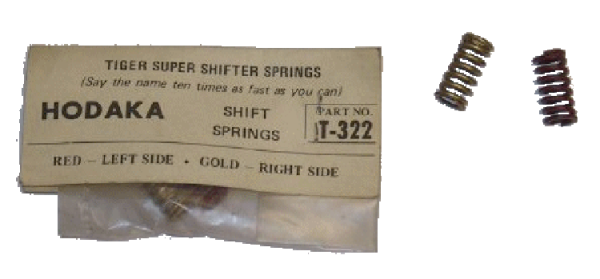 TIGER SUPER SHIFTER SPRINGS
(Say the name ten times as fast as you can)
HODAKA SHIFT SPRINGS
PART NO. T-322
RED – LEFT SIDE • GOLD – RIGHT SIDE